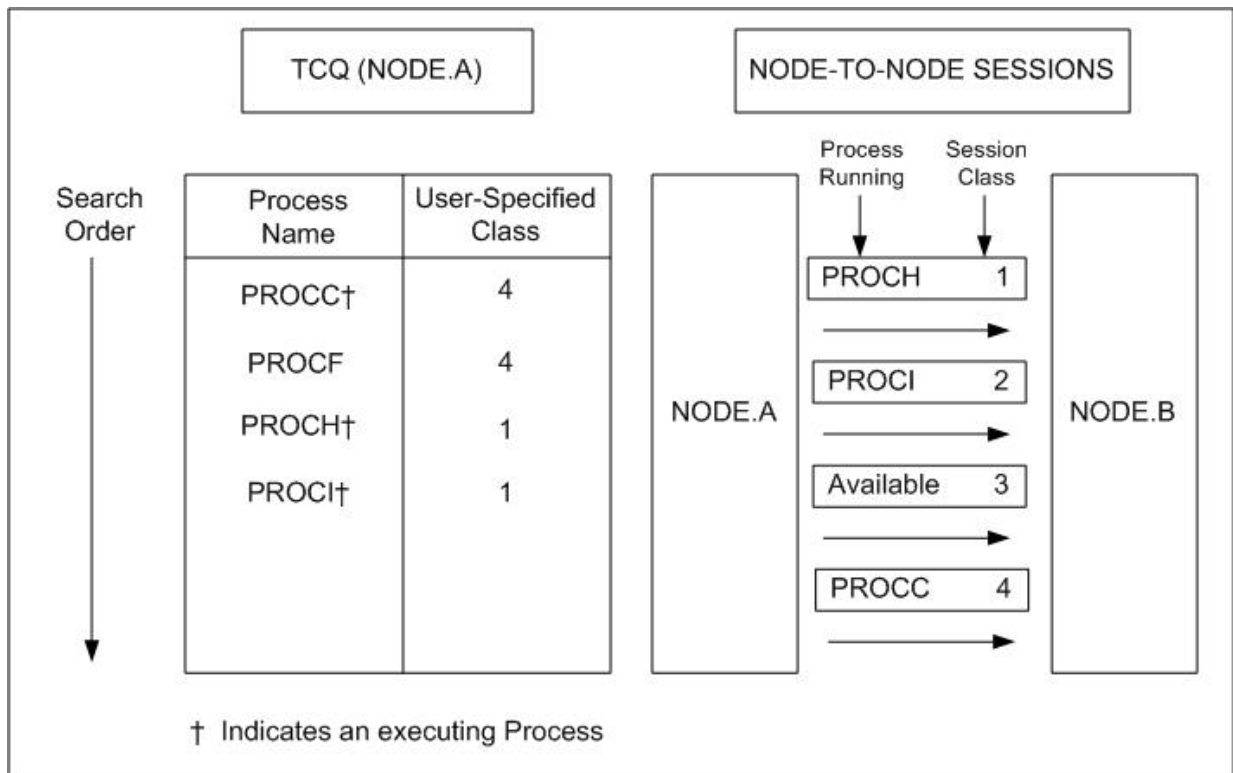 TCQ (NODE.A)
NODE-TO-NODE SESSIONS
Search
Order
Process
Name
User-Specified
Class
PROCC† 4
PROCF 4
PROCH† 1
PROCI† 1
Process
Running
Session
Class
NODE.A
PROCH 1
PROCI 2
Available 3
PROCC 4
NODE.B
† Indicates an executing Process